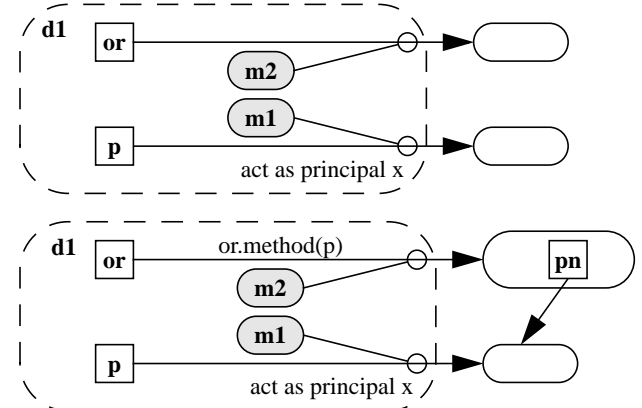 d1
or
m2
m1
p
act as principal x
d1
or
or.method(p)
pn
m2
m1
p
act as principal x